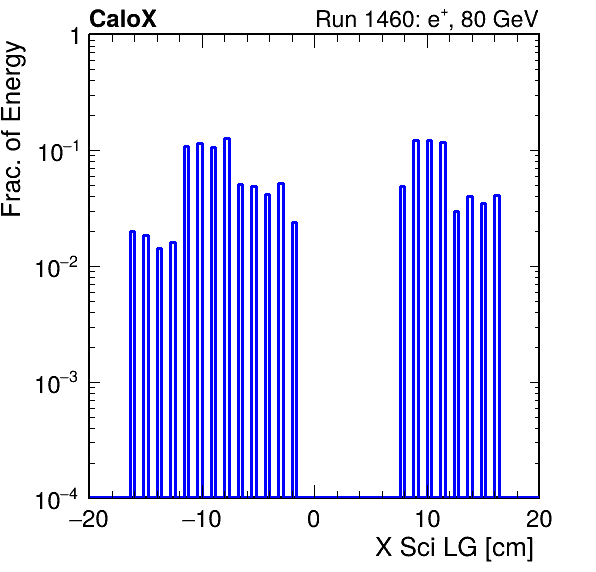 CaloX Run 1460: e⁺, 80 GeV
Frac. of Energy
1
10⁻¹
10⁻²
10⁻³
10⁻⁴
−20 −10 0 10 20
X Sci LG [cm]